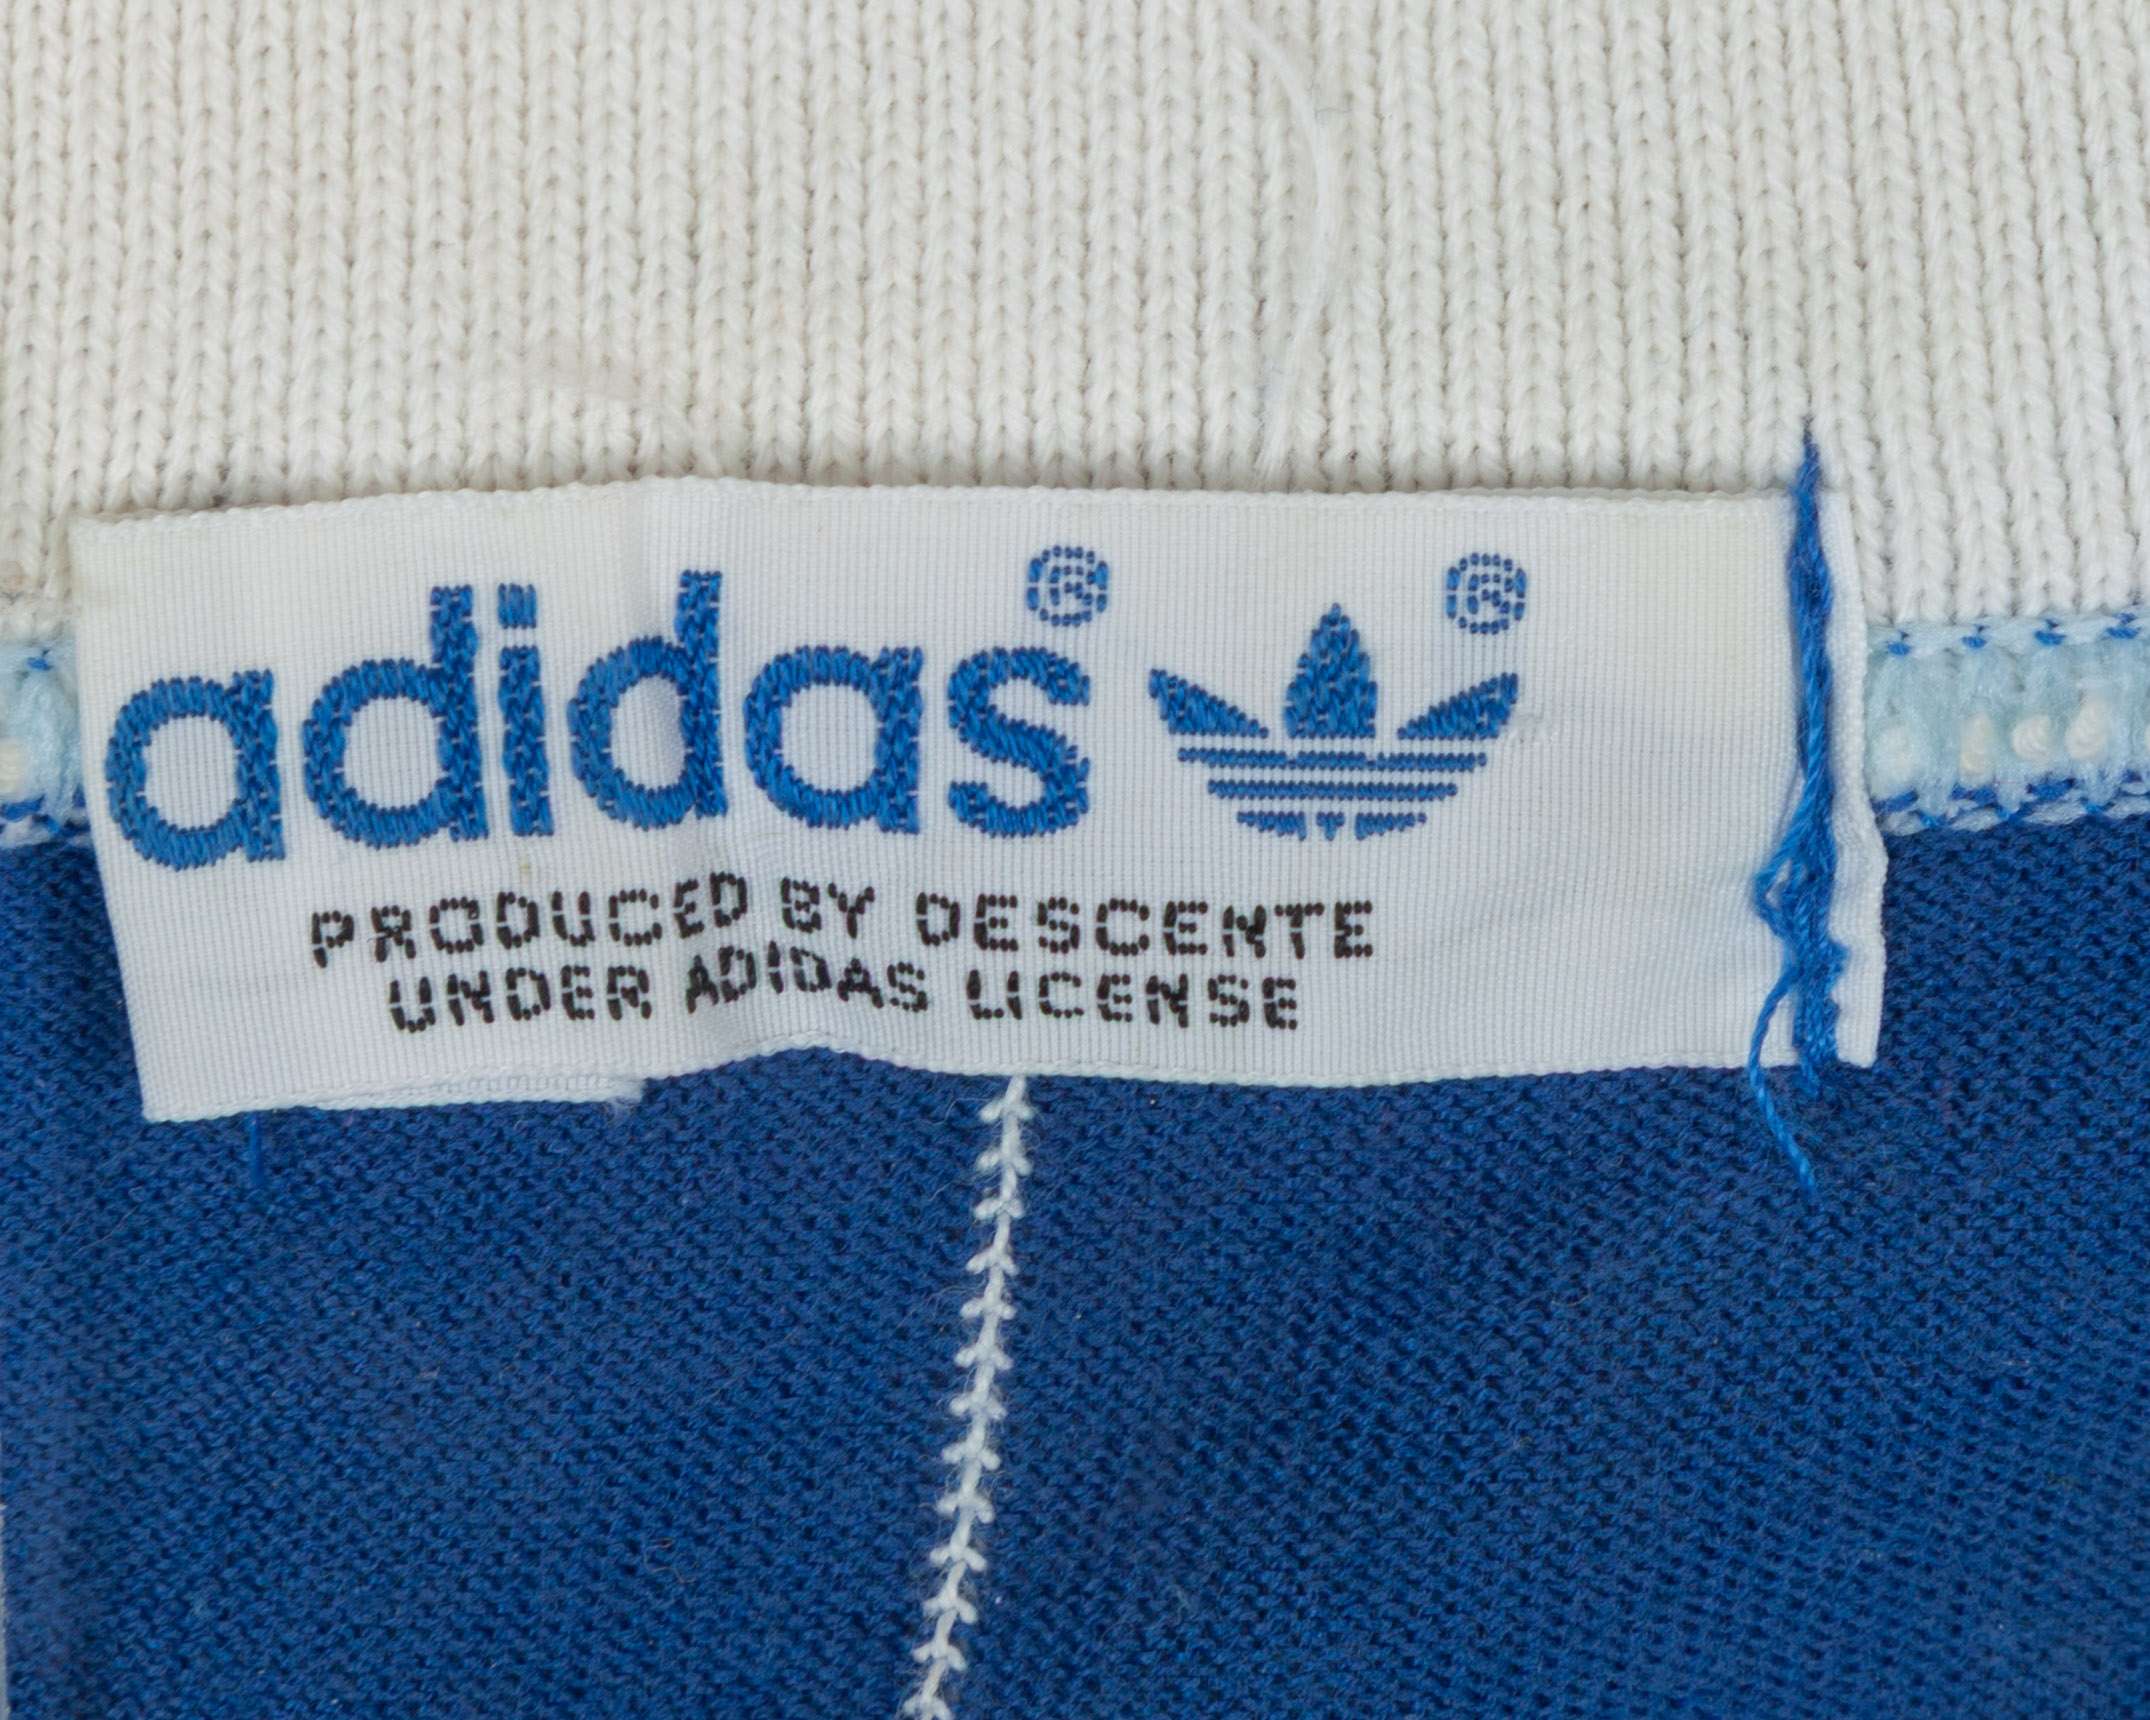 adidas® ®
PRODUCED BY DESCENTE
UNDER ADIDAS LICENSE